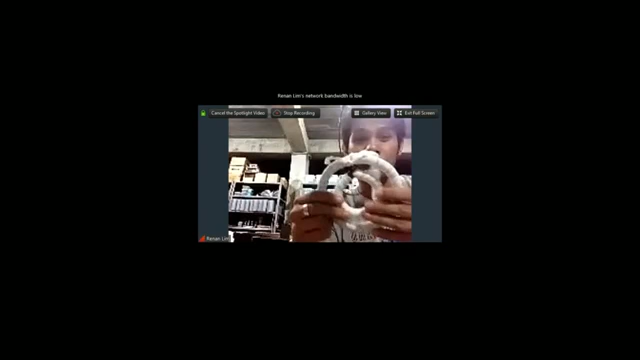 Renan Lim's network bandwidth is low
Cancel the Spotlight Video
Stop Recording
Gallery View
Exit Full Screen
Renan Lim